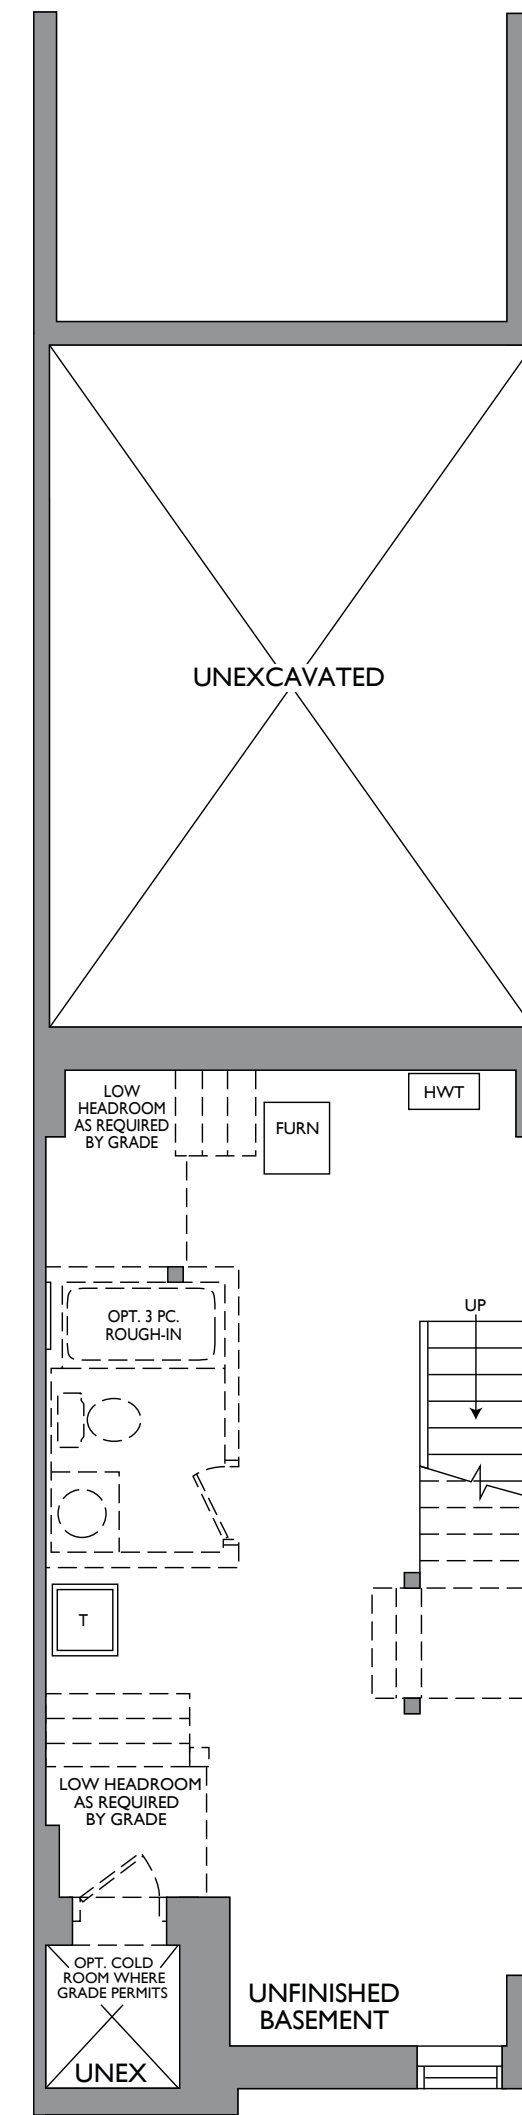 UNEXCAVATED
LOW
HEADROOM
AS REQUIRED
BY GRADE
FURN
HWT
OPT. 3 PC.
ROUGH-IN
UP
T
LOW HEADROOM
AS REQUIRED
BY GRADE
OPT. COLD
ROOM WHERE
GRADE PERMITS
UNEX
UNFINISHED
BASEMENT